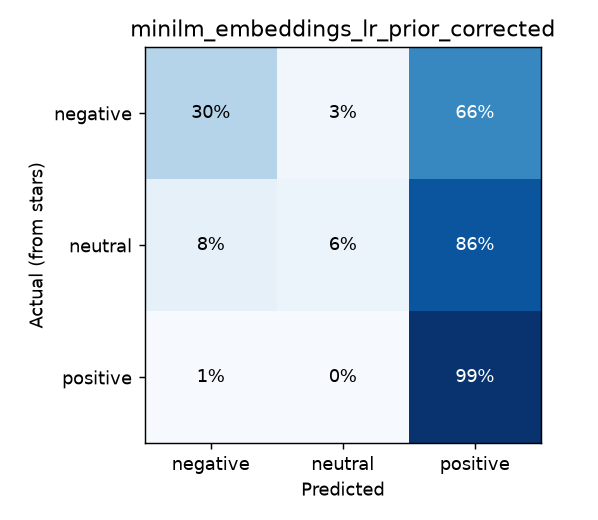 minilm_embeddings_lr_prior_corrected
negative 30% 3% 66%
neutral 8% 6% 86%
positive 1% 0% 99%
negative neutral positive
Predicted
Actual (from stars)